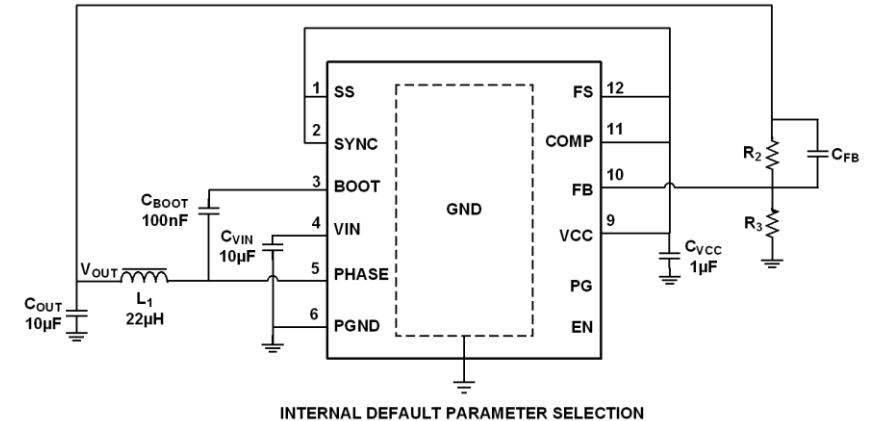 1 SS FS 12
2 SYNC COMP 11
3 BOOT FB 10
4 VIN VCC 9
5 PHASE PG
6 PGND EN
GND
CBOOT
100nF
CVIN
10µF
VOUT
L1
22µH
COUT
10µF
R2
CFB
R3
CVCC
1µF
INTERNAL DEFAULT PARAMETER SELECTION